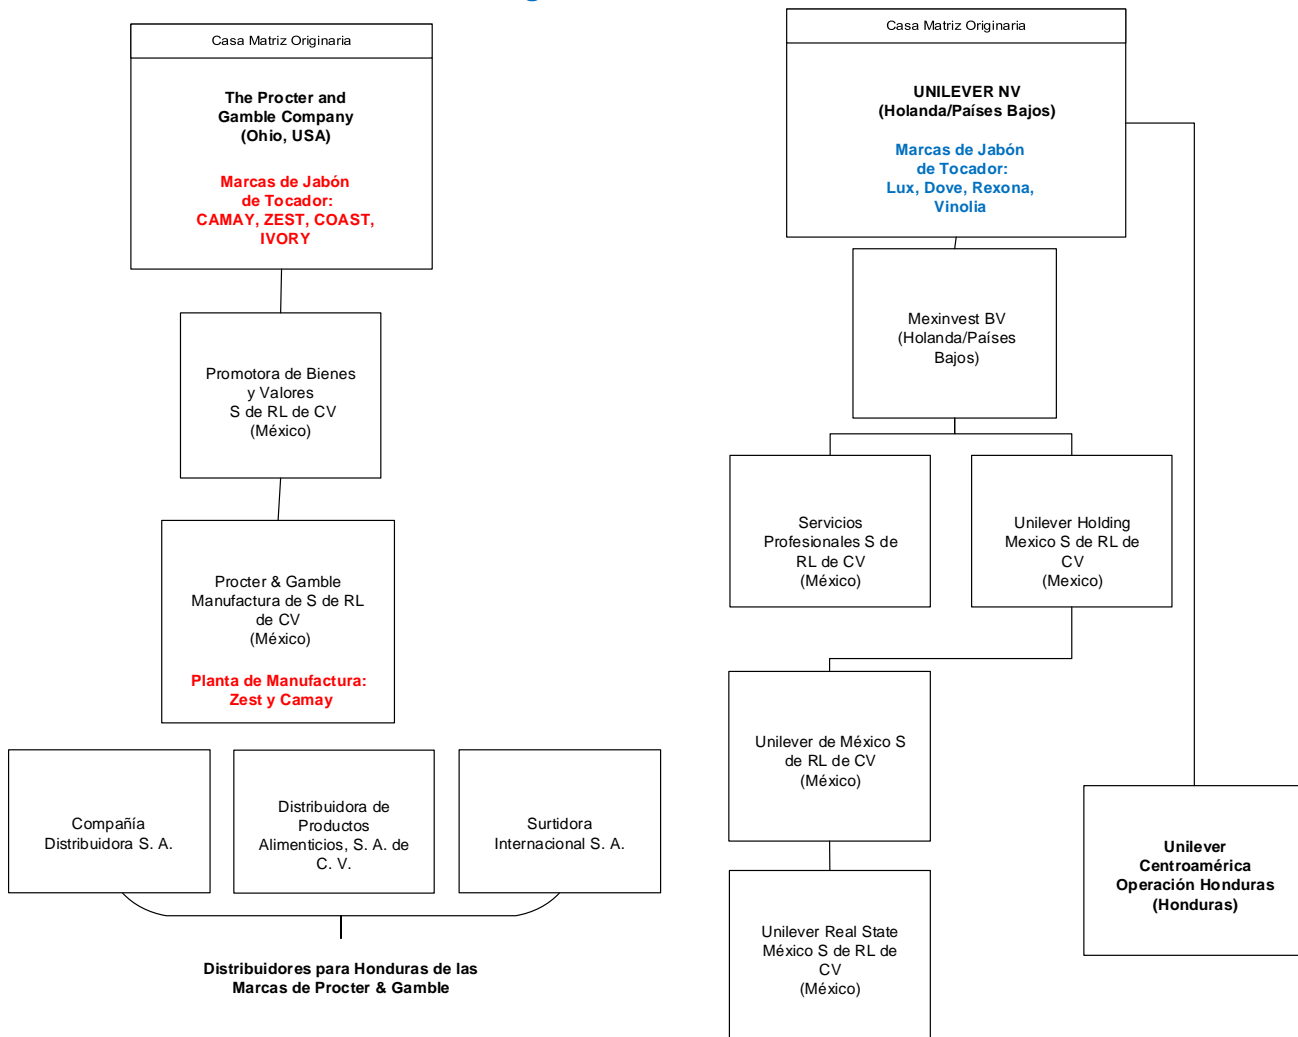 Casa Matriz Originaria
The Procter and
Gamble Company
(Ohio, USA)
Marcas de Jabón
de Tocador:
CAMAY, ZEST, COAST,
IVORY
Promotora de Bienes
y Valores
S de RL de CV
(México)
Procter & Gamble
Manufactura de S de RL
de CV
(México)
Planta de Manufactura:
Zest y Camay
Compañía
Distribuidora S. A.
Distribuidora de
Productos
Alimenticios, S. A. de
C. V.
Surtidora
Internacional S. A.
Distribuidores para Honduras de las
Marcas de Procter & Gamble
Casa Matriz Originaria
UNILEVER NV
(Holanda/Países Bajos)
Marcas de Jabón
de Tocador:
Lux, Dove, Rexona,
Vinolia
Mexinvest BV
(Holanda/Países
Bajos)
Servicios
Profesionales S de
RL de CV
(México)
Unilever Holding
Mexico S de RL de
CV
(Mexico)
Unilever de México S
de RL de CV
(México)
Unilever Real State
México S de RL de
CV
(México)
Unilever
Centroamérica
Operación Honduras
(Honduras)